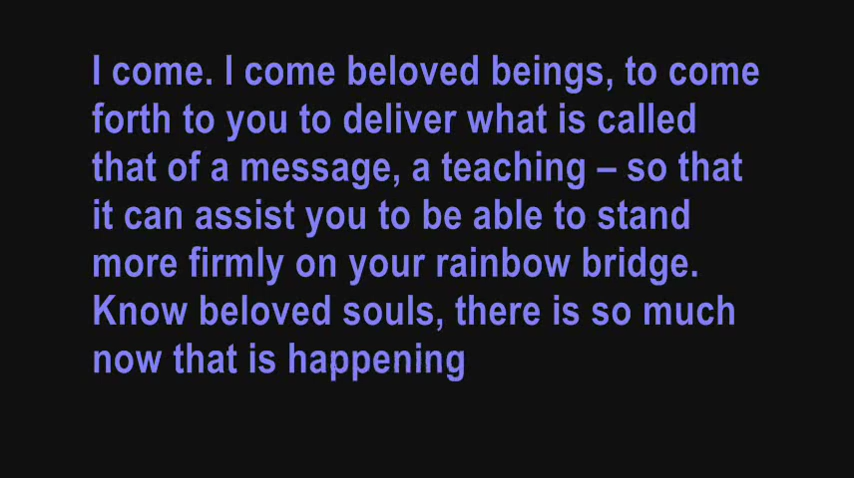 I come. I come beloved beings, to come
forth to you to deliver what is called
that of a message, a teaching – so that
it can assist you to be able to stand
more firmly on your rainbow bridge.
Know beloved souls, there is so much
now that is happening